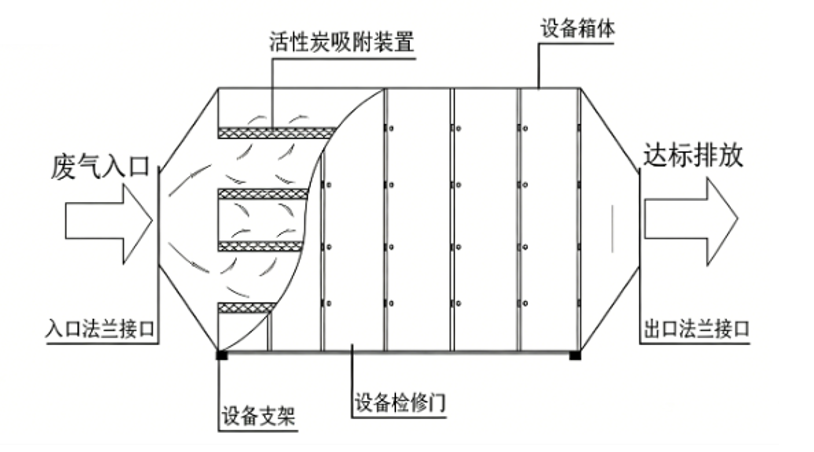 设备箱体
活性炭吸附装置
废气入口
达标排放
入口法兰接口
出口法兰接口
设备检修门
设备支架